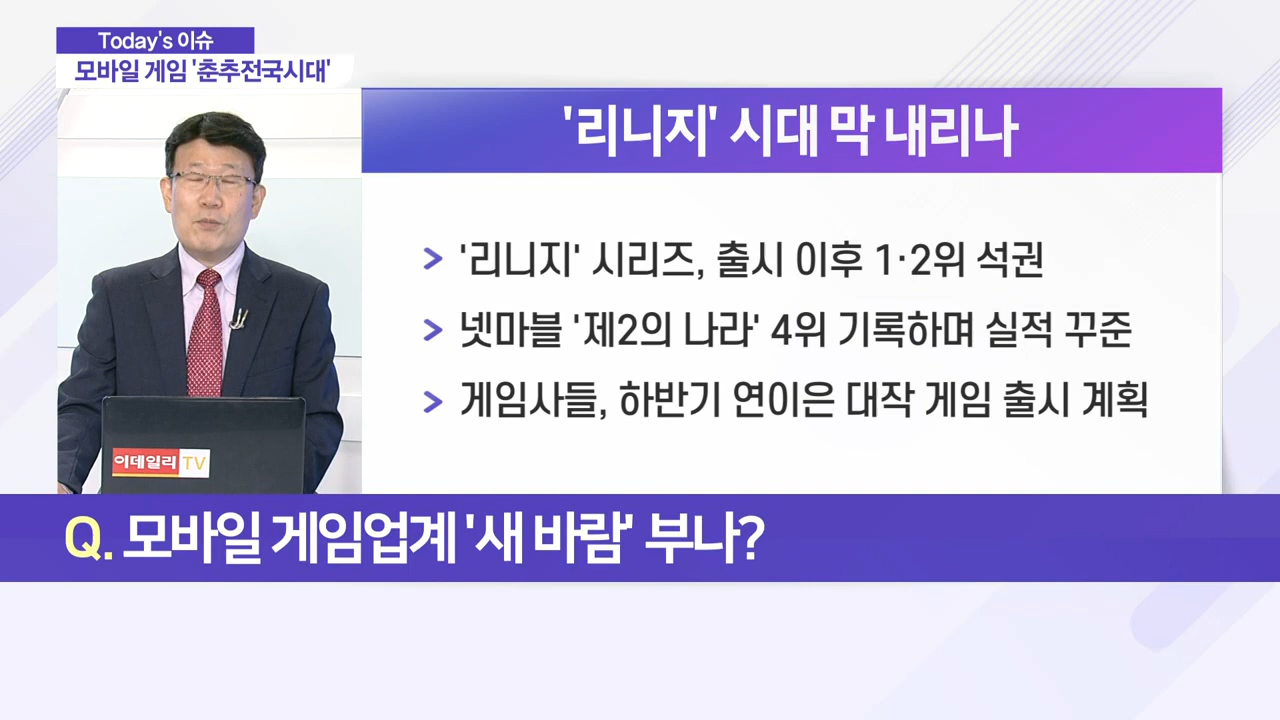 Today's 이슈
모바일 게임 '춘추전국시대'
'리니지' 시대 막 내리나
> '리니지' 시리즈, 출시 이후 1·2위 석권
> 넷마블 '제2의 나라' 4위 기록하며 실적 꾸준
> 게임사들, 하반기 연이은 대작 게임 출시 계획
이데일리 TV
Q. 모바일 게임업계 '새 바람' 부나?